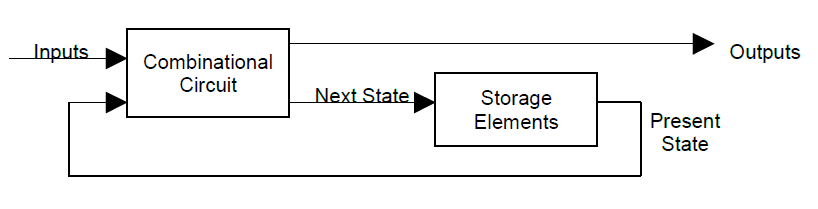 Inputs
Combinational
Circuit
Outputs
Next State
Storage
Elements
Present
State